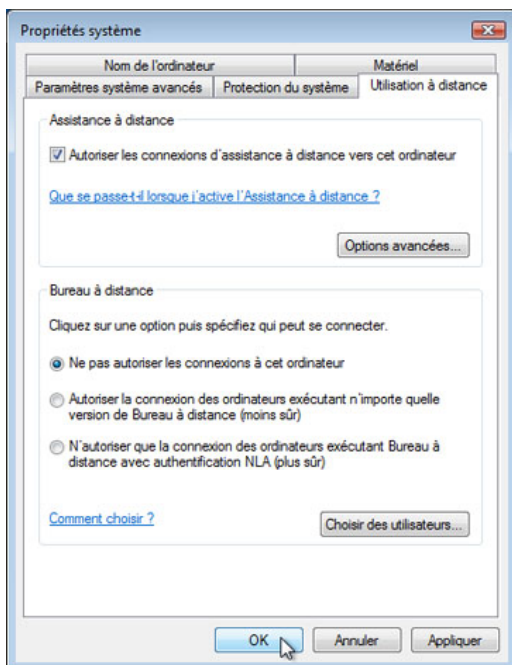 Propriétés système
Nom de l'ordinateur
Matériel
Paramètres système avancés
Protection du système
Utilisation à distance
Assistance à distance
Autoriser les connexions d'assistance à distance vers cet ordinateur
Que se passe-t-il lorsque j'active l'Assistance à distance ?
Options avancées...
Bureau à distance
Cliquez sur une option puis spécifiez qui peut se connecter.
Ne pas autoriser les connexions à cet ordinateur
Autoriser la connexion des ordinateurs exécutant n'importe quelle
version de Bureau à distance (moins sûr)
N'autoriser que la connexion des ordinateurs exécutant Bureau à
distance avec authentification NLA (plus sûr)
Comment choisir ?
Choisir des utilisateurs...
OK
Annuler
Appliquer